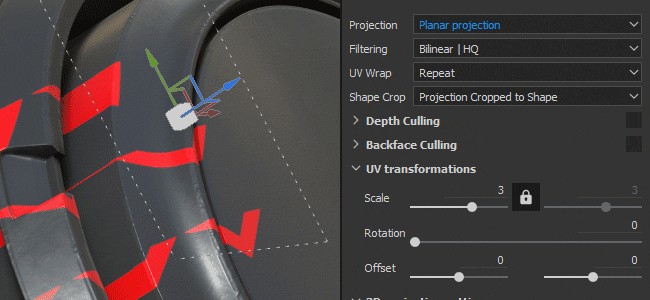 Projection Planar projection
Filtering Bilinear | HQ
UV Wrap Repeat
Shape Crop Projection Cropped to Shape
Depth Culling
Backface Culling
UV transformations
Scale 3 3
Rotation 0
Offset 0 0